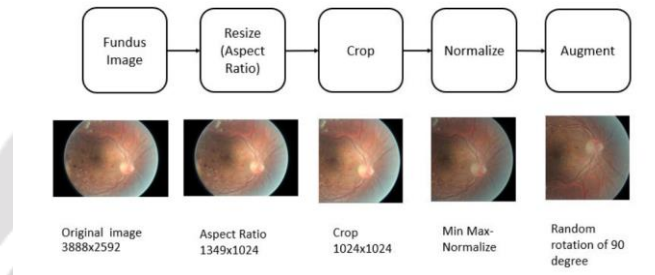 Fundus
Image
Resize
(Aspect
Ratio)
Crop
Normalize
Augment
Original image
3888x2592
Aspect Ratio
1349x1024
Crop
1024x1024
Min Max-
Normalize
Random
rotation of 90
degree